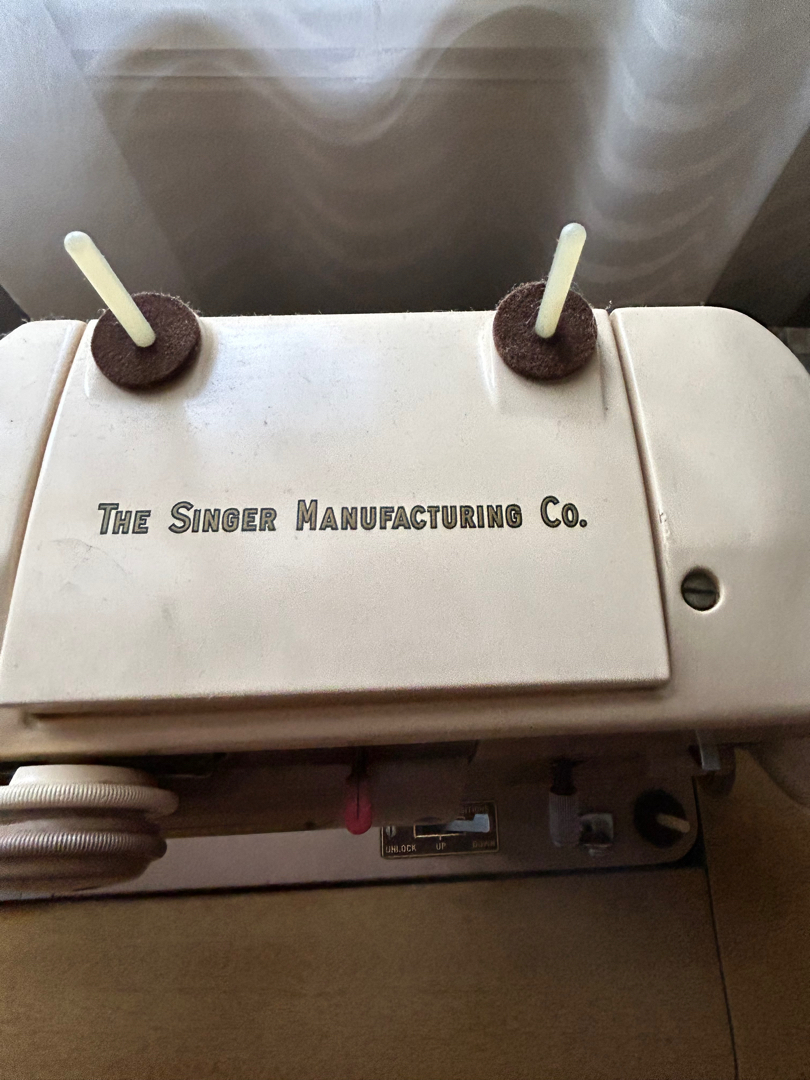 The Singer Manufacturing Co.
UNLOCK UP DOWN